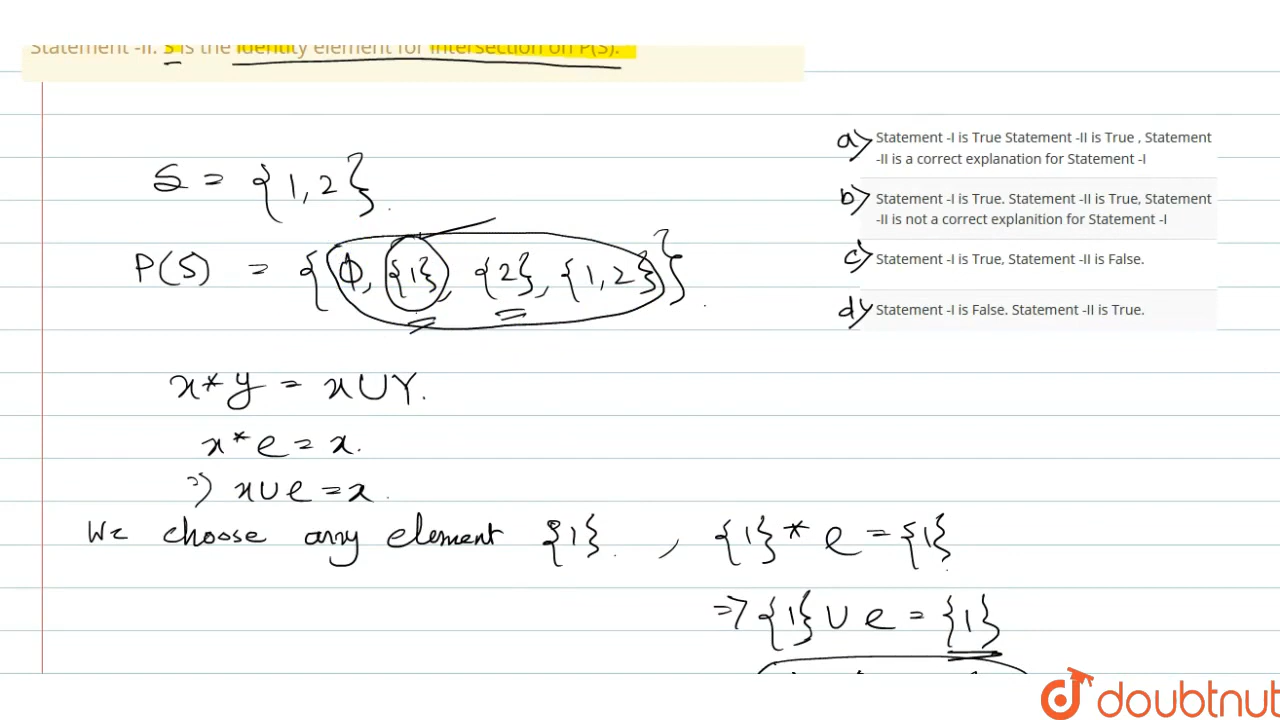 Statement -II. S is the identity element for intersection on P(S).
S = {1, 2}.
P(S) = {ϕ, {1}, {2}, {1, 2}}.
x * y = x ∪ Y.
x * e = x.
⇒ x ∪ e = x.
We choose any element {1}. , {1} * e = {1}
⇒ {1} ∪ e = {1}
a) Statement -I is True Statement -II is True , Statement
-II is a correct explanation for Statement -I
b) Statement -I is True. Statement -II is True, Statement
-II is not a correct explanition for Statement -I
c) Statement -I is True, Statement -II is False.
d) Statement -I is False. Statement -II is True.
doubtnut